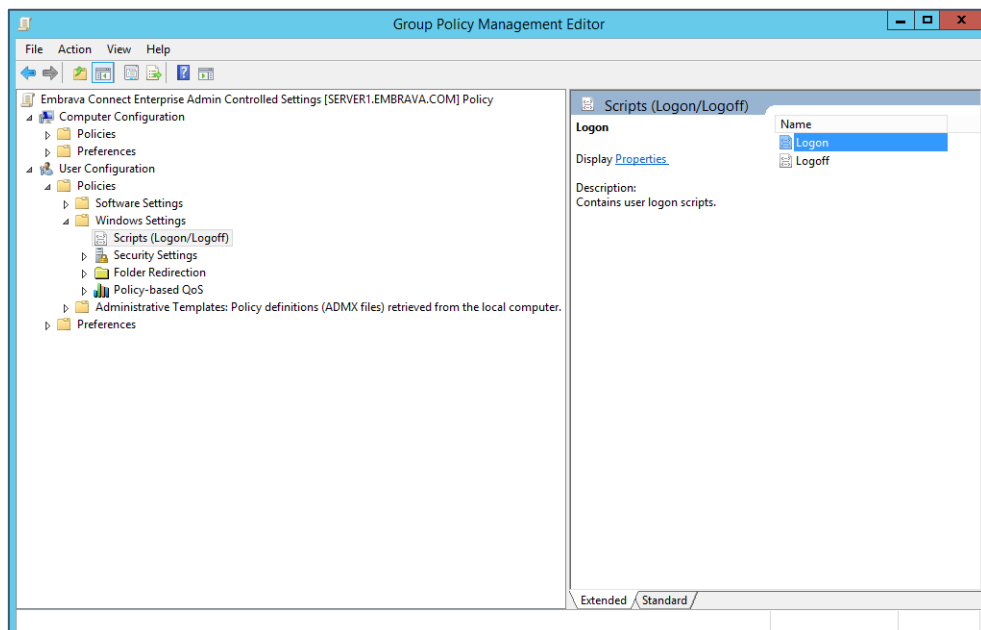 Group Policy Management Editor
File Action View Help
Embrava Connect Enterprise Admin Controlled Settings [SERVER1.EMBRAVA.COM] Policy
Computer Configuration
Policies
Preferences
User Configuration
Policies
Software Settings
Windows Settings
Scripts (Logon/Logoff)
Security Settings
Folder Redirection
Policy-based QoS
Administrative Templates: Policy definitions (ADMX files) retrieved from the local computer.
Preferences
Scripts (Logon/Logoff)
Logon
Display Properties
Description:
Contains user logon scripts.
Name
Logon
Logoff
Extended Standard